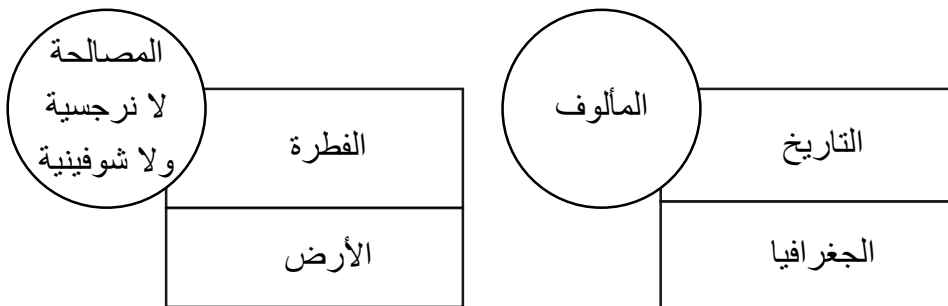 المألوف
التاريخ
الجغرافيا
المصالحة
لا نرجسية
ولا شوفينية
الفطرة
الأرض